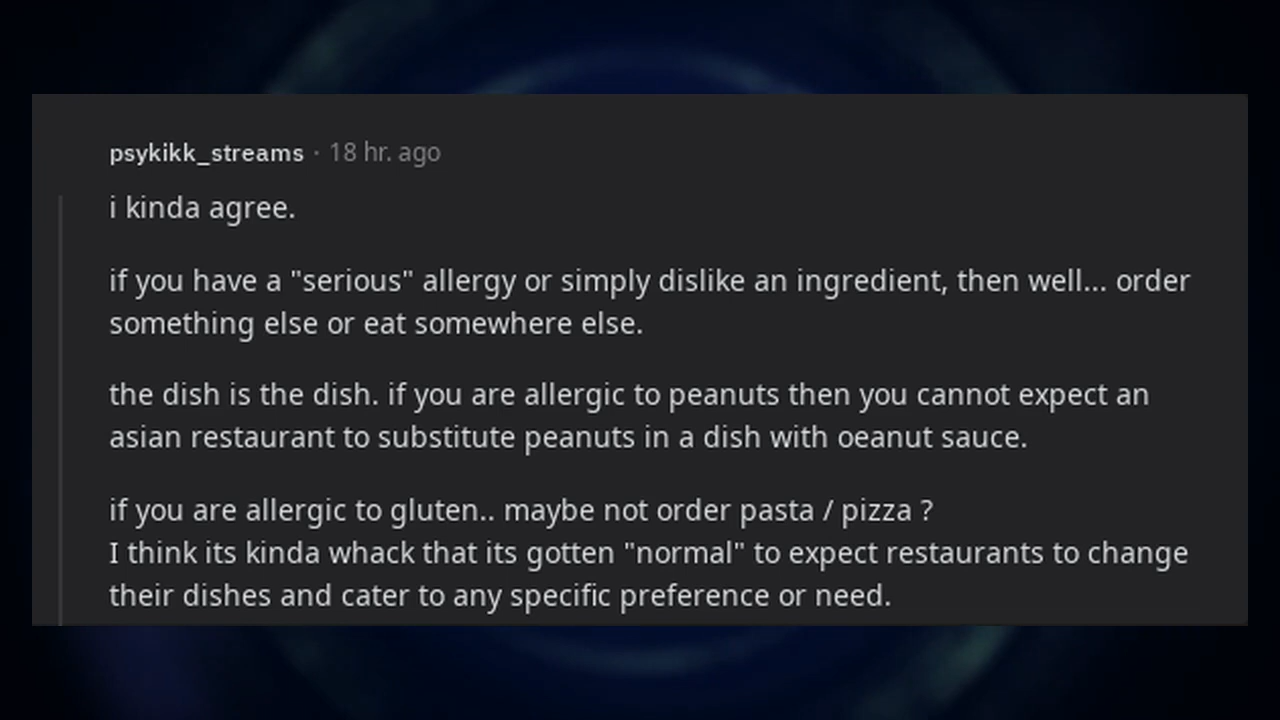 psykikk_streams · 18 hr. ago
i kinda agree.
if you have a "serious" allergy or simply dislike an ingredient, then well... order
something else or eat somewhere else.
the dish is the dish. if you are allergic to peanuts then you cannot expect an
asian restaurant to substitute peanuts in a dish with oeanut sauce.
if you are allergic to gluten.. maybe not order pasta / pizza ?
I think its kinda whack that its gotten "normal" to expect restaurants to change
their dishes and cater to any specific preference or need.